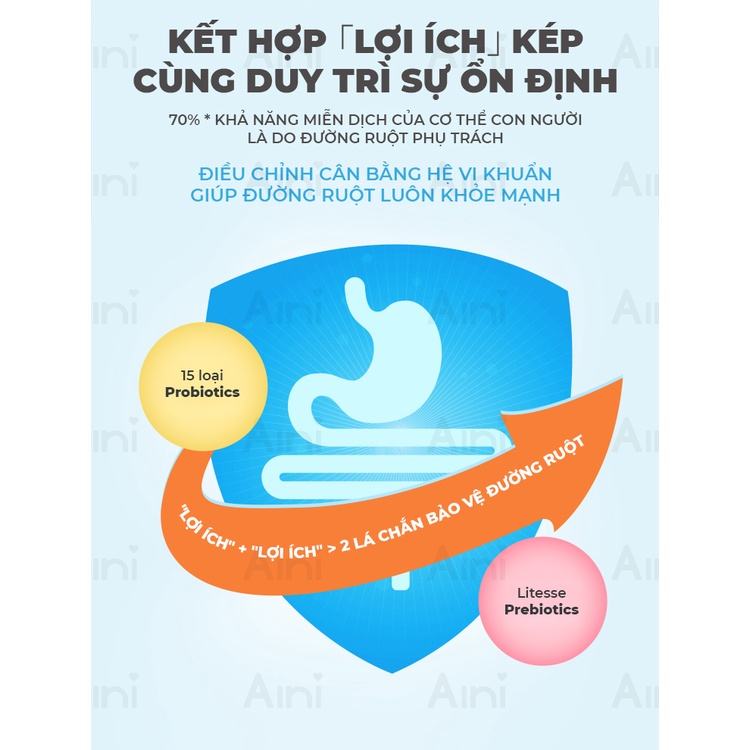 KẾT HỢP「LỢI ÍCH」KÉP
CÙNG DUY TRÌ SỰ ỔN ĐỊNH
70% * KHẢ NĂNG MIỄN DỊCH CỦA CƠ THỂ CON NGƯỜI
LÀ DO ĐƯỜNG RUỘT PHỤ TRÁCH
ĐIỀU CHỈNH CÂN BẰNG HỆ VI KHUẨN
GIÚP ĐƯỜNG RUỘT LUÔN KHỎE MẠNH
15 loại
Probiotics
"LỢI ÍCH" + "LỢI ÍCH" > 2 LÁ CHẮN BẢO VỆ ĐƯỜNG RUỘT
Litesse
Prebiotics
Aini